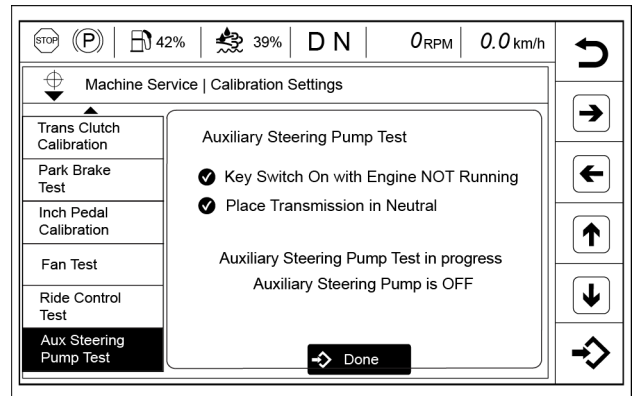 STOP P 42% 39% D N 0 RPM 0.0 km/h
Machine Service | Calibration Settings
Trans Clutch
Calibration
Park Brake
Test
Inch Pedal
Calibration
Fan Test
Ride Control
Test
Aux Steering
Pump Test
Auxiliary Steering Pump Test
Key Switch On with Engine NOT Running
Place Transmission in Neutral
Auxiliary Steering Pump Test in progress
Auxiliary Steering Pump is OFF
Done